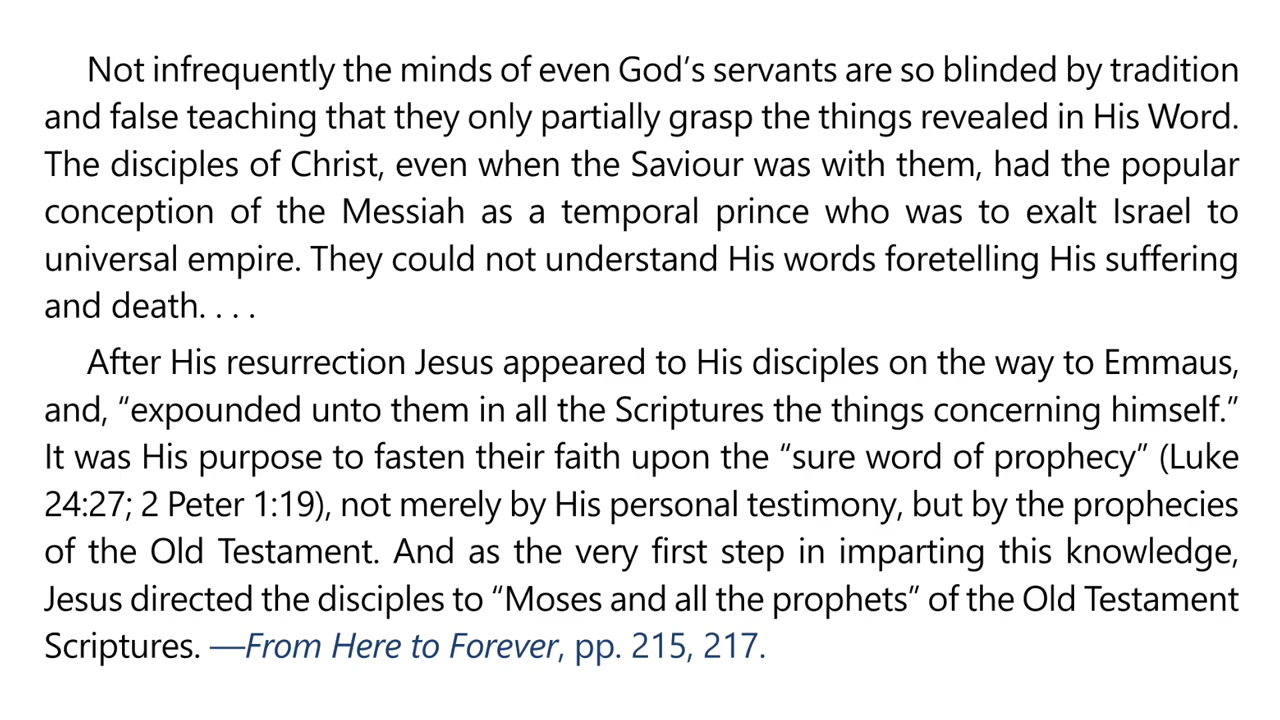 Not infrequently the minds of even God’s servants are so blinded by tradition
and false teaching that they only partially grasp the things revealed in His Word.
The disciples of Christ, even when the Saviour was with them, had the popular
conception of the Messiah as a temporal prince who was to exalt Israel to
universal empire. They could not understand His words foretelling His suffering
and death. . . .
After His resurrection Jesus appeared to His disciples on the way to Emmaus,
and, “expounded unto them in all the Scriptures the things concerning himself.”
It was His purpose to fasten their faith upon the “sure word of prophecy” (Luke
24:27; 2 Peter 1:19), not merely by His personal testimony, but by the prophecies
of the Old Testament. And as the very first step in imparting this knowledge,
Jesus directed the disciples to “Moses and all the prophets” of the Old Testament
Scriptures. —From Here to Forever, pp. 215, 217.